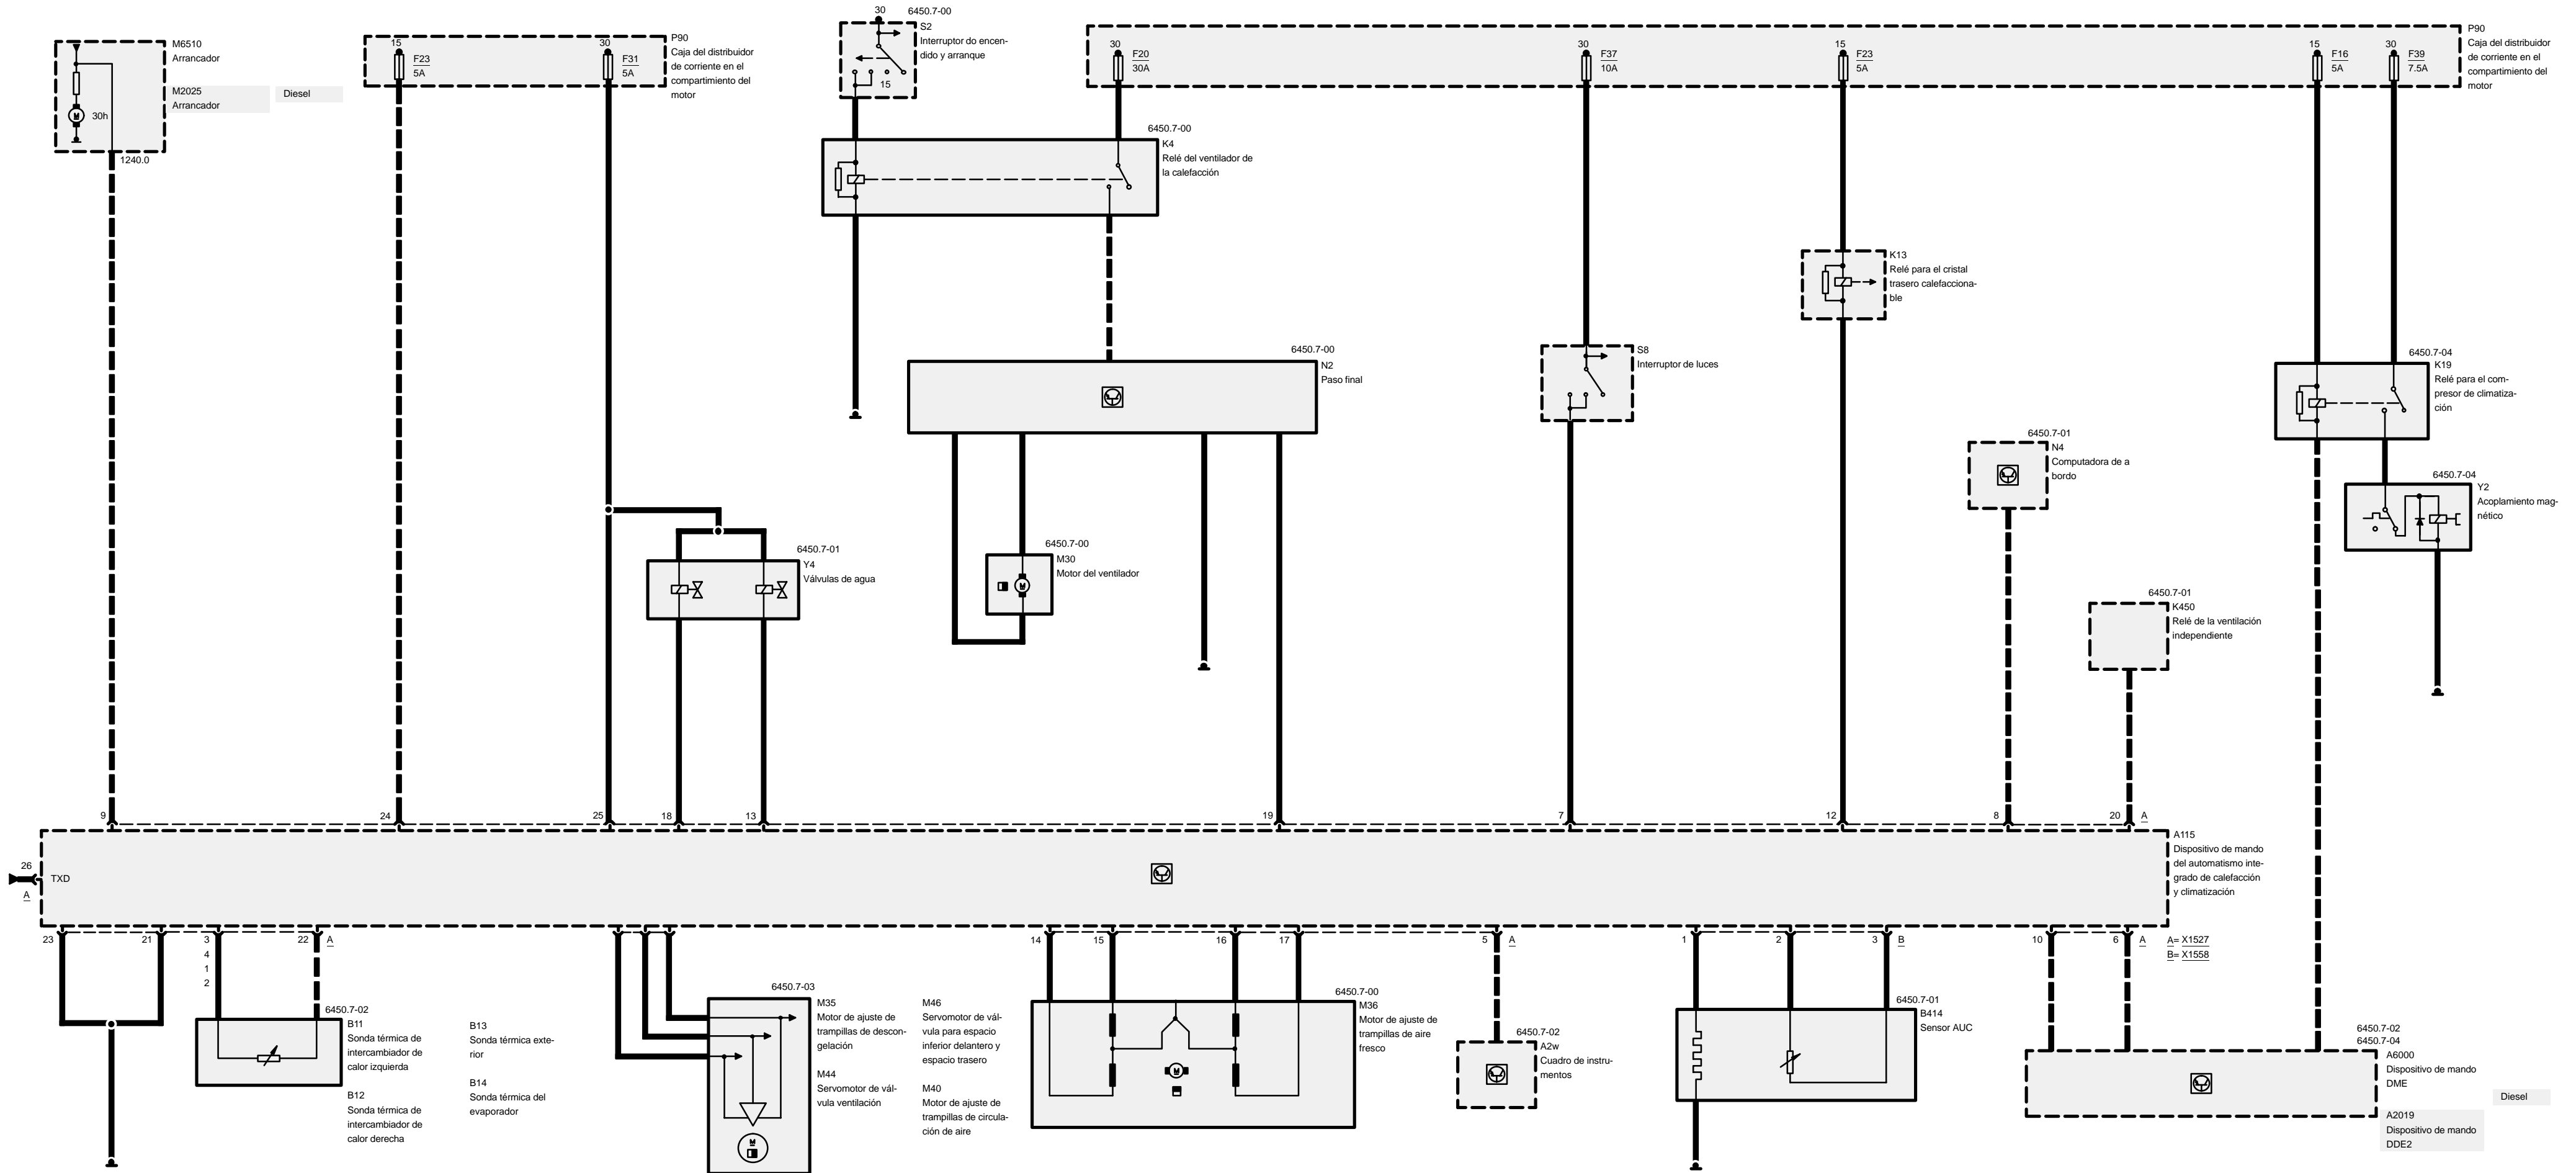 M6510
Arrancador
M2025
Arrancador
Diesel
30h
1240.0
15
F23
5A
30
F31
5A
P90
Caja del distribuidor
de corriente en el
compartimiento del
motor
30
6450.7-00
S2
Interruptor do encen-
dido y arranque
15
30
F20
30A
30
F37
10A
15
F23
5A
15
F16
5A
30
F39
7.5A
P90
Caja del distribuidor
de corriente en el
compartimiento del
motor
6450.7-00
K4
Relé del ventilador de
la calefacción
K13
Relé para el cristal
trasero calefacciona-
ble
6450.7-00
N2
Paso final
S8
Interruptor de luces
6450.7-04
K19
Relé para el com-
presor de climatiza-
ción
6450.7-01
N4
Computadora de a
bordo
6450.7-04
Y2
Acoplamiento mag-
nético
6450.7-01
Y4
Válvulas de agua
6450.7-00
M30
Motor del ventilador
M
M
6450.7-01
K450
Relé de la ventilación
independiente
9
24
25
18
13
19
7
12
8
20
A
A115
Dispositivo de mando
del automatismo inte-
grado de calefacción
y climatización
26
A
TXD
23
21
3
4
1
2
22
A
14
15
16
17
5
A
1
2
3
B
10
6
A
A= X1527
B= X1558
6450.7-02
B11
Sonda térmica de
intercambiador de
calor izquierda
B12
Sonda térmica de
intercambiador de
calor derecha
B13
Sonda térmica exte-
rior
B14
Sonda térmica del
evaporador
6450.7-03
M35
Motor de ajuste de
trampillas de descon-
gelación
M44
Servomotor de vál-
vula ventilación
M
M46
Servomotor de vál-
vula para espacio
inferior delantero y
espacio trasero
M40
Motor de ajuste de
trampillas de circula-
ción de aire
6450.7-00
M36
Motor de ajuste de
trampillas de aire
fresco
M
6450.7-02
A2w
Cuadro de instru-
mentos
6450.7-01
B414
Sensor AUC
6450.7-02
6450.7-04
A6000
Dispositivo de mando
DME
Diesel
A2019
Dispositivo de mando
DDE2